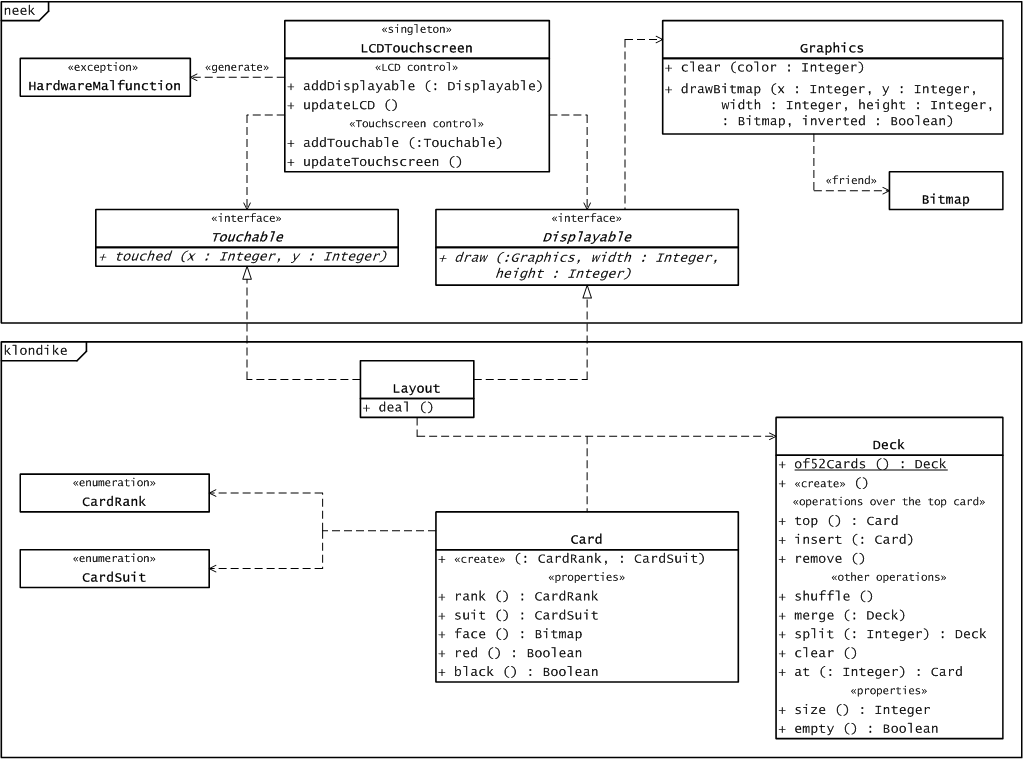 neek
«singleton»
LCDTouchscreen
«LCD control»
+ addDisplayable (: Displayable)
+ updateLCD ()
«Touchscreen control»
+ addTouchable (:Touchable)
+ updateTouchscreen ()
«exception»
HardwareMalfunction
«generate»
Graphics
+ clear (color : Integer)
+ drawBitmap (x : Integer, y : Integer,
width : Integer, height : Integer,
: Bitmap, inverted : Boolean)
«friend»
Bitmap
«interface»
Touchable
+ touched (x : Integer, y : Integer)
«interface»
Displayable
+ draw (:Graphics, width : Integer,
height : Integer)
klondike
Layout
+ deal ()
Deck
+ of52Cards () : Deck
+ «create» ()
«operations over the top card»
+ top () : Card
+ insert (: Card)
+ remove ()
«other operations»
+ shuffle ()
+ merge (: Deck)
+ split (: Integer) : Deck
+ clear ()
+ at (: Integer) : Card
«properties»
+ size () : Integer
+ empty () : Boolean
«enumeration»
CardRank
«enumeration»
CardSuit
Card
+ «create» (: CardRank, : CardSuit)
«properties»
+ rank () : CardRank
+ suit () : CardSuit
+ face () : Bitmap
+ red () : Boolean
+ black () : Boolean